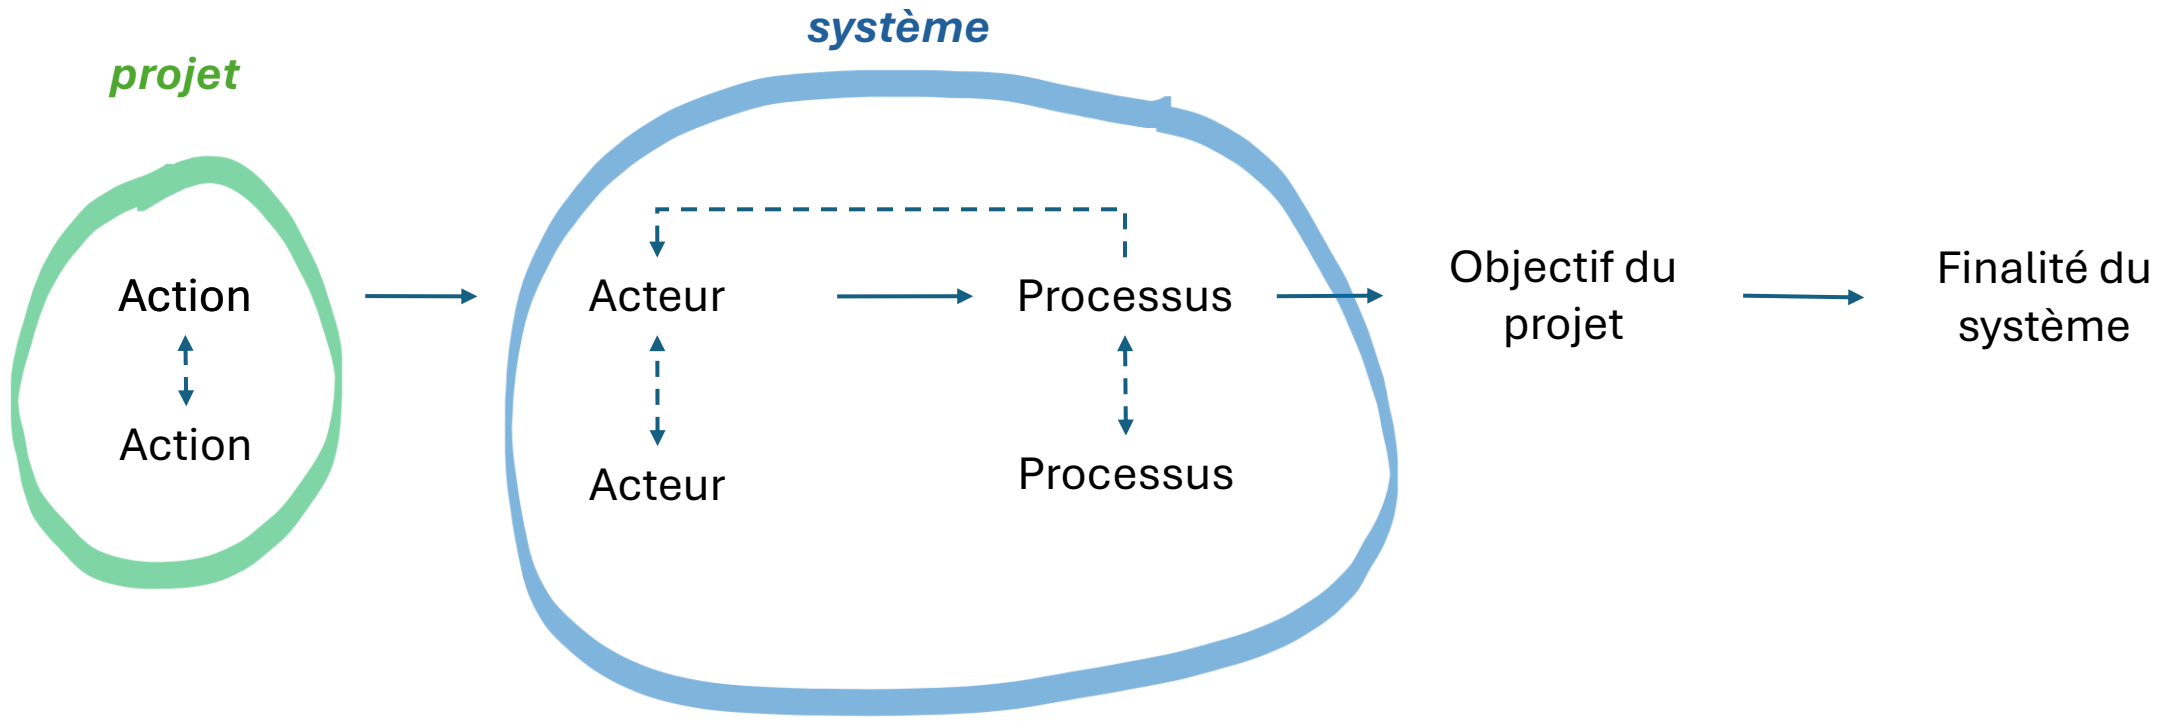 système
projet
Action
Acteur
Processus
Objectif du
projet
Finalité du
système
Action
Acteur
Processus